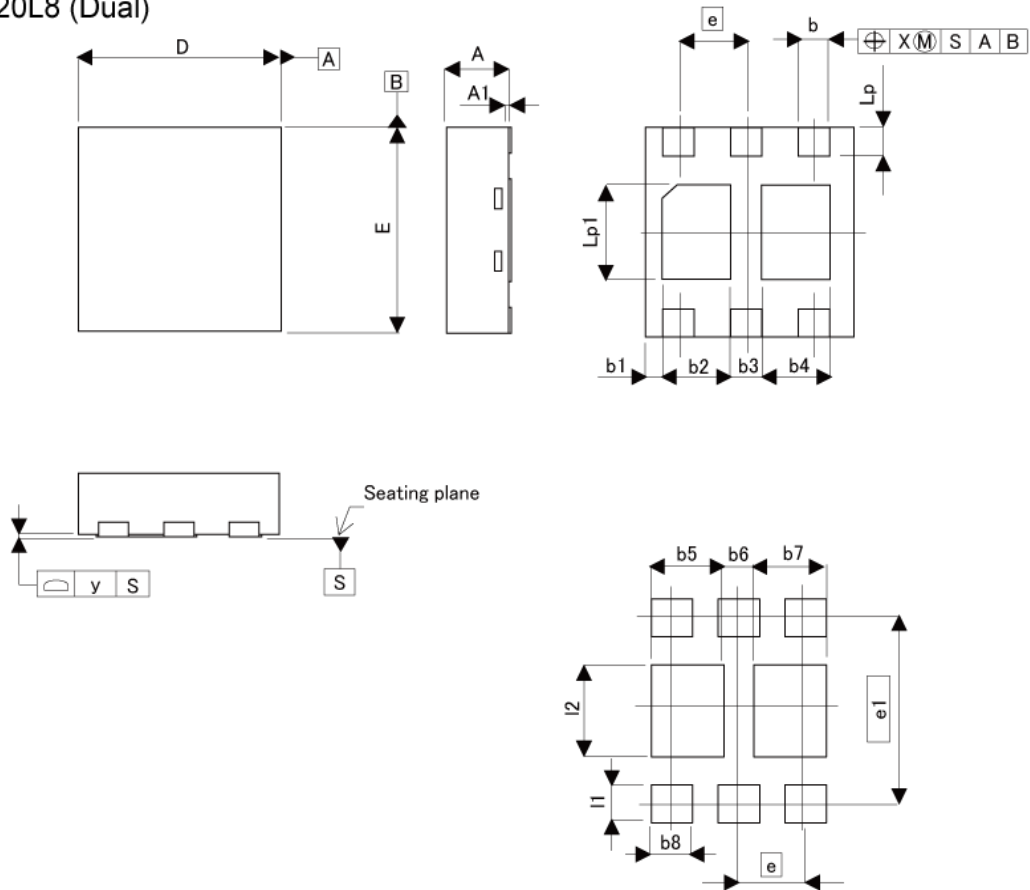 20L8 (Dual)
D
A
B
E
A
A1
e
b
⌖ X Ⓜ S A B
Lp
Lp1
b1 b2 b3 b4
Seating plane
⌓ y S
S
b5 b6 b7
l2
e1
l1
b8
e